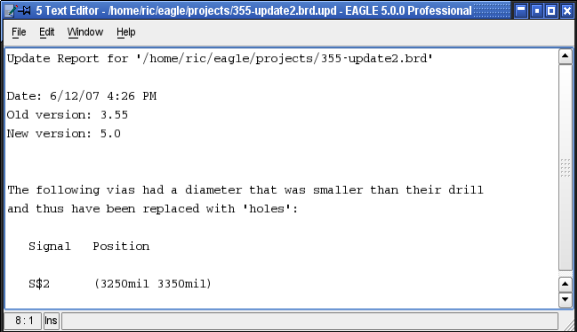 5 Text Editor - /home/ric/eagle/projects/355-update2.brd.upd - EAGLE 5.0.0 Professional
File Edit Window Help
Update Report for '/home/ric/eagle/projects/355-update2.brd'
Date: 6/12/07 4:26 PM
Old version: 3.55
New version: 5.0
The following vias had a diameter that was smaller than their drill
and thus have been replaced with 'holes':
Signal Position
S$2 (3250mil 3350mil)
8:1 Ins